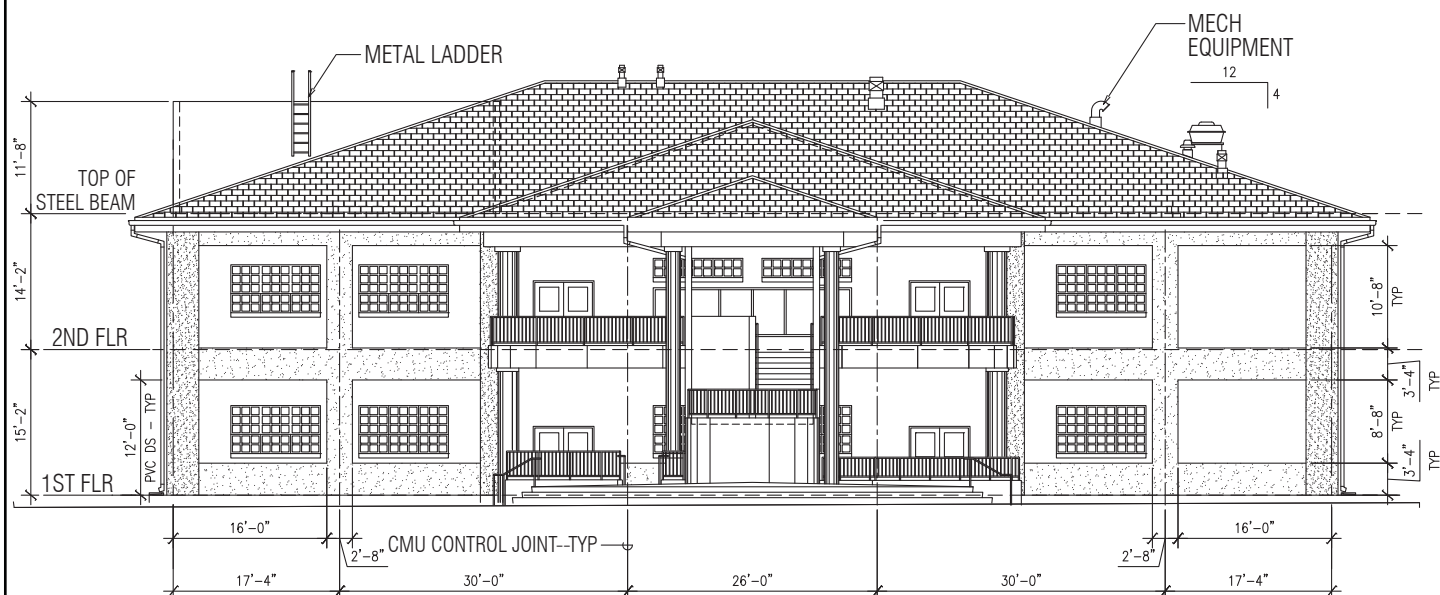 METAL LADDER
MECH
EQUIPMENT
12
4
11'-8"
TOP OF
STEEL BEAM
14'-2"
10'-8"
TYP
2ND FLR
3'-4"
TYP
15'-2"
12'-0"
PVC DS - TYP
8'-8"
TYP
3'-4"
TYP
1ST FLR
16'-0"
2'-8"
CMU CONTROL JOINT--TYP
2'-8"
16'-0"
17'-4"
30'-0"
26'-0"
30'-0"
17'-4"